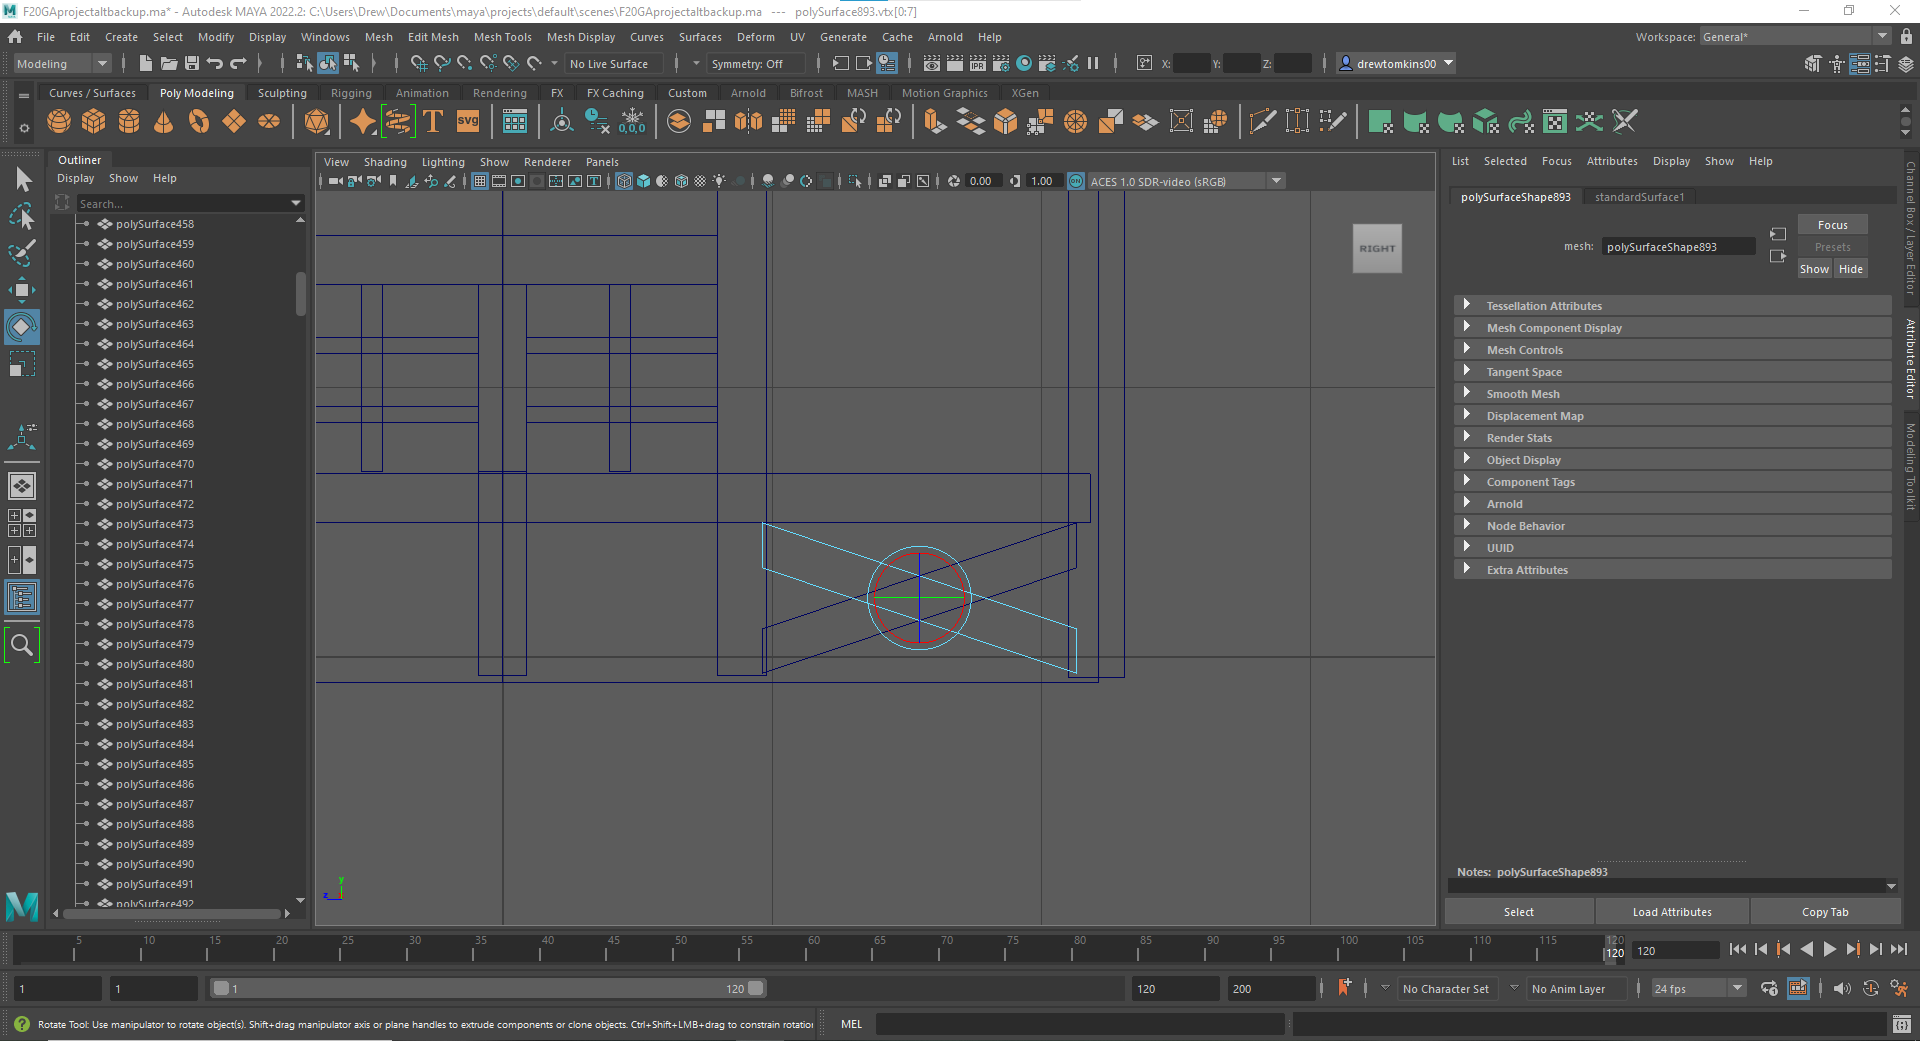 F20GAprojectaltbackup.ma* - Autodesk MAYA 2022.2: C:\Users\Drew\Documents\maya\projects\default\scenes\F20GAprojectaltbackup.ma --- polySurface893.vtx[0:7]
File Edit Create Select Modify Display Windows Mesh Edit Mesh Mesh Tools Mesh Display Curves Surfaces Deform UV Generate Cache Arnold Help Workspace: General*
Modeling No Live Surface Symmetry: Off X: Y: Z: drewtomkins00
Curves / Surfaces Poly Modeling Sculpting Rigging Animation Rendering FX FX Caching Custom Arnold Bifrost MASH Motion Graphics XGen
T svg 0,0,0 IPR
Outliner
Display Show Help
Search...
polySurface458
polySurface459
polySurface460
polySurface461
polySurface462
polySurface463
polySurface464
polySurface465
polySurface466
polySurface467
polySurface468
polySurface469
polySurface470
polySurface471
polySurface472
polySurface473
polySurface474
polySurface475
polySurface476
polySurface477
polySurface478
polySurface479
polySurface480
polySurface481
polySurface482
polySurface483
polySurface484
polySurface485
polySurface486
polySurface487
polySurface488
polySurface489
polySurface490
polySurface491
polySurface492
View Shading Lighting Show Renderer Panels
0.00 1.00 ON ACES 1.0 SDR-video (sRGB)
RIGHT
y
z
List Selected Focus Attributes Display Show Help
polySurfaceShape893 standardSurface1
mesh: polySurfaceShape893
Focus
Presets
Show Hide
Tessellation Attributes
Mesh Component Display
Mesh Controls
Tangent Space
Smooth Mesh
Displacement Map
Render Stats
Object Display
Component Tags
Arnold
Node Behavior
UUID
Extra Attributes
Notes: polySurfaceShape893
Select Load Attributes Copy Tab
Channel Box / Layer Editor
Attribute Editor
Modeling Toolkit
5 10 15 20 25 30 35 40 45 50 55 60 65 70 75 80 85 90 95 100 105 110 115 120
120 120
1 1 1 120 120 200 No Character Set No Anim Layer 24 fps
Rotate Tool: Use manipulator to rotate object(s). Shift+drag manipulator axis or plane handles to extrude components or clone objects. Ctrl+Shift+LMB+drag to constrain rotatio
MEL